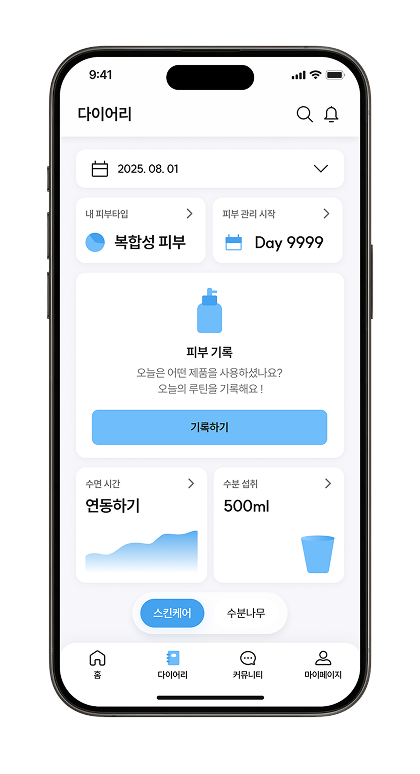 9:41
다이어리
2025. 08. 01
내 피부타입
복합성 피부
피부 관리 시작
Day 9999
피부 기록
오늘은 어떤 제품을 사용하셨나요?
오늘의 루틴을 기록해요 !
기록하기
수면 시간
연동하기
수분 섭취
500ml
스킨케어
수분나무
홈
다이어리
커뮤니티
마이페이지